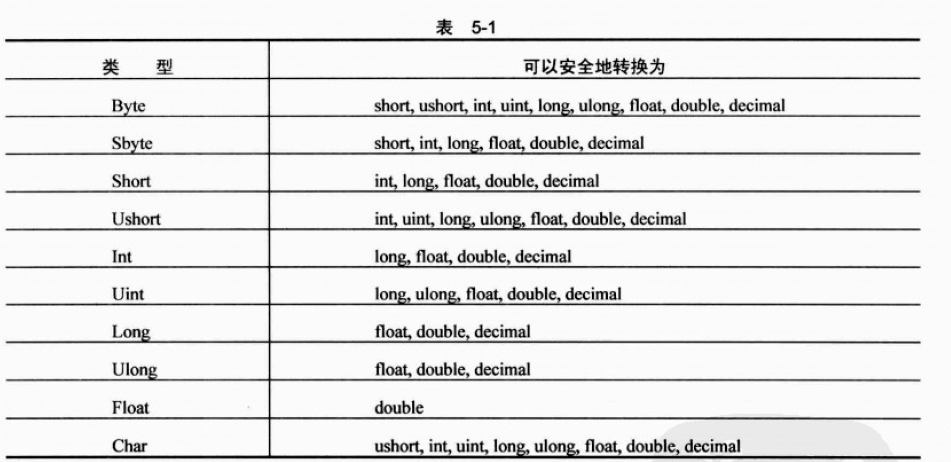 表 5-1
类 型 可以安全地转换为
Byte short, ushort, int, uint, long, ulong, float, double, decimal
Sbyte short, int, long, float, double, decimal
Short int, long, float, double, decimal
Ushort int, uint, long, ulong, float, double, decimal
Int long, float, double, decimal
Uint long, ulong, float, double, decimal
Long float, double, decimal
Ulong float, double, decimal
Float double
Char ushort, int, uint, long, ulong, float, double, decimal